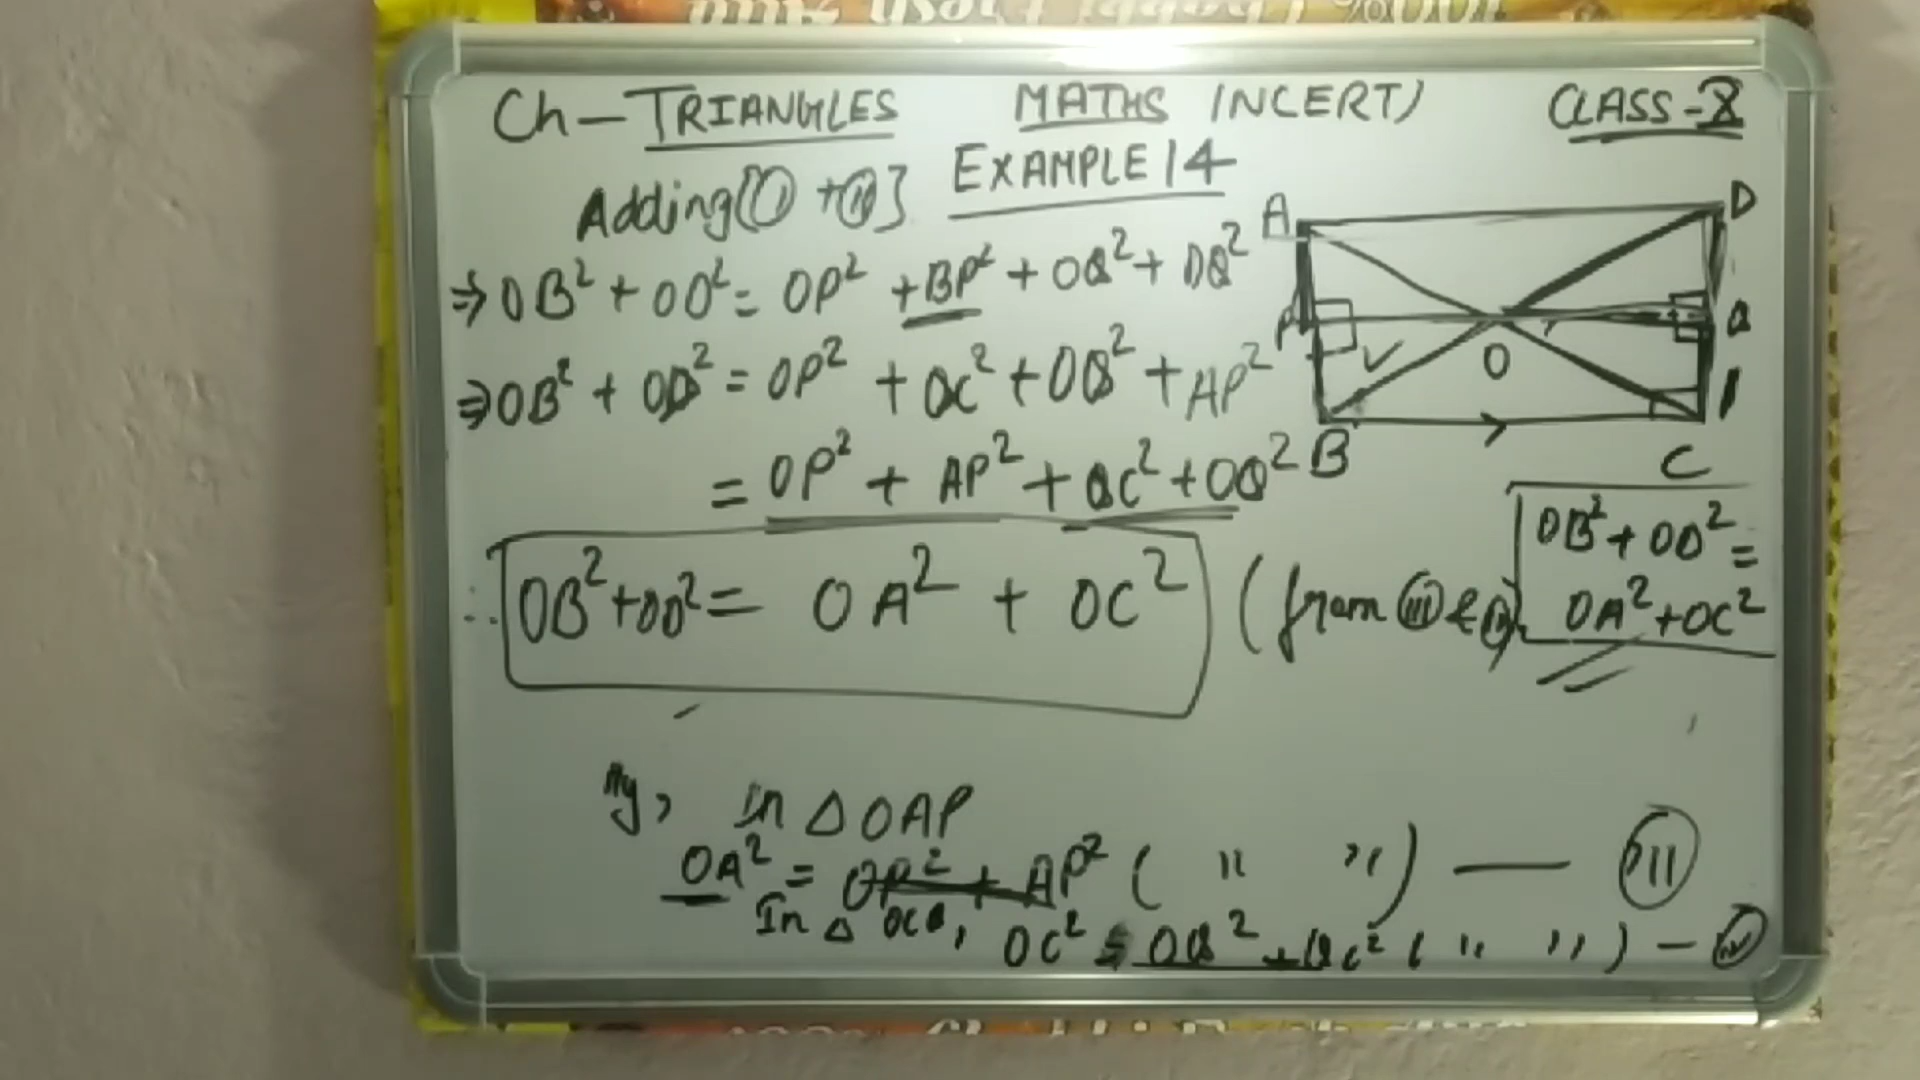 Ch-TRIANGLES MATHS (NCERT) CLASS-X
EXAMPLE 14
Adding [(i) + (ii)]
⇒ OB² + OD² = OP² + BP² + OQ² + DQ²
⇒ OB² + OD² = OP² + QC² + OQ² + AP²
= OP² + AP² + QC² + OQ²
∴ OB² + OD² = OA² + OC² (from (iii) & (iv)
A D
P Q
O
B C
OB² + OD² =
OA² + OC²
lly, In △ OAP
OA² = OP² + AP² ( " " ) — (iii)
In △ OCQ, OC² = OQ² + QC² ( " " ) — (iv)